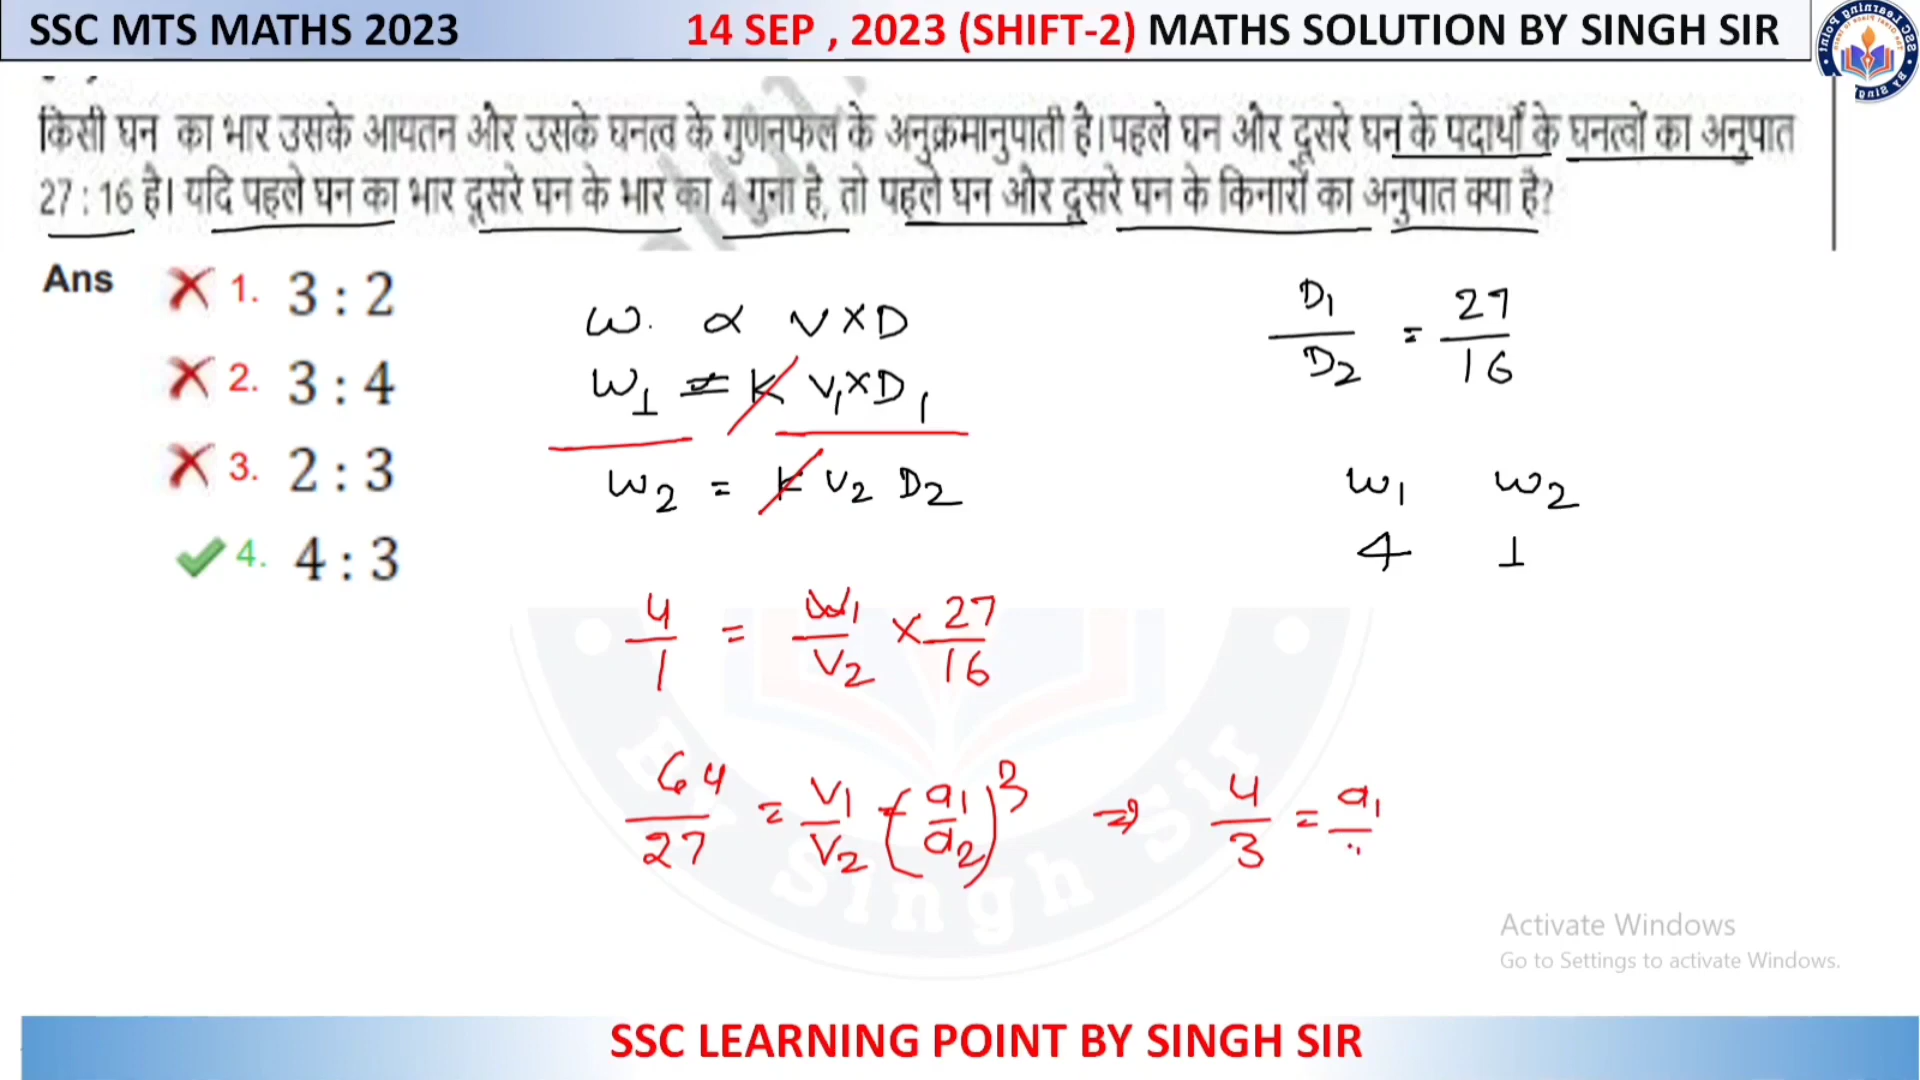 SSC MTS MATHS 2023
14 SEP , 2023 (SHIFT-2) MATHS SOLUTION BY SINGH SIR
किसी घन का भार उसके आयतन और उसके घनत्व के गुणनफल के अनुक्रमानुपाती है। पहले घन और दूसरे घन के पदार्थों के घनत्वों का अनुपात
27 : 16 है। यदि पहले घन का भार दूसरे घन के भार का 4 गुना है, तो पहले घन और दूसरे घन के किनारों का अनुपात क्या है?
Ans
1. 3 : 2
2. 3 : 4
3. 2 : 3
4. 4 : 3
W. ∝ V×D
W1 = K V1×D1
W2 = K V2 D2
D1/D2 = 27/16
W1 W2
4 1
4/1 = V1/V2 × 27/16
64/27 = V1/V2 = (a1/a2)^3 ⇒ 4/3 = a1
By Singh Sir
Activate Windows
Go to Settings to activate Windows.
SSC LEARNING POINT BY SINGH SIR